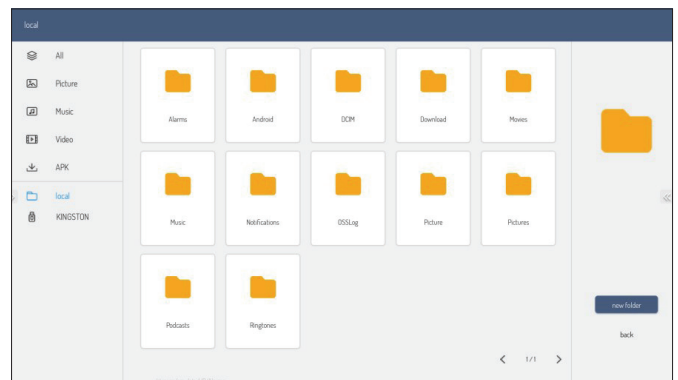 local
All
Picture
Music
Video
APK
local
KINGSTON
Alarms
Android
DCIM
Download
Movies
Music
Notifications
OSSLog
Picture
Pictures
Podcasts
Ringtones
1/1
new folder
back